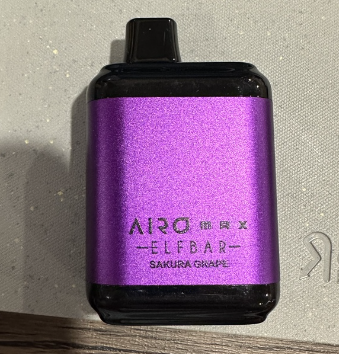 AIRO MAX
ELFBAR
SAKURA GRAPE